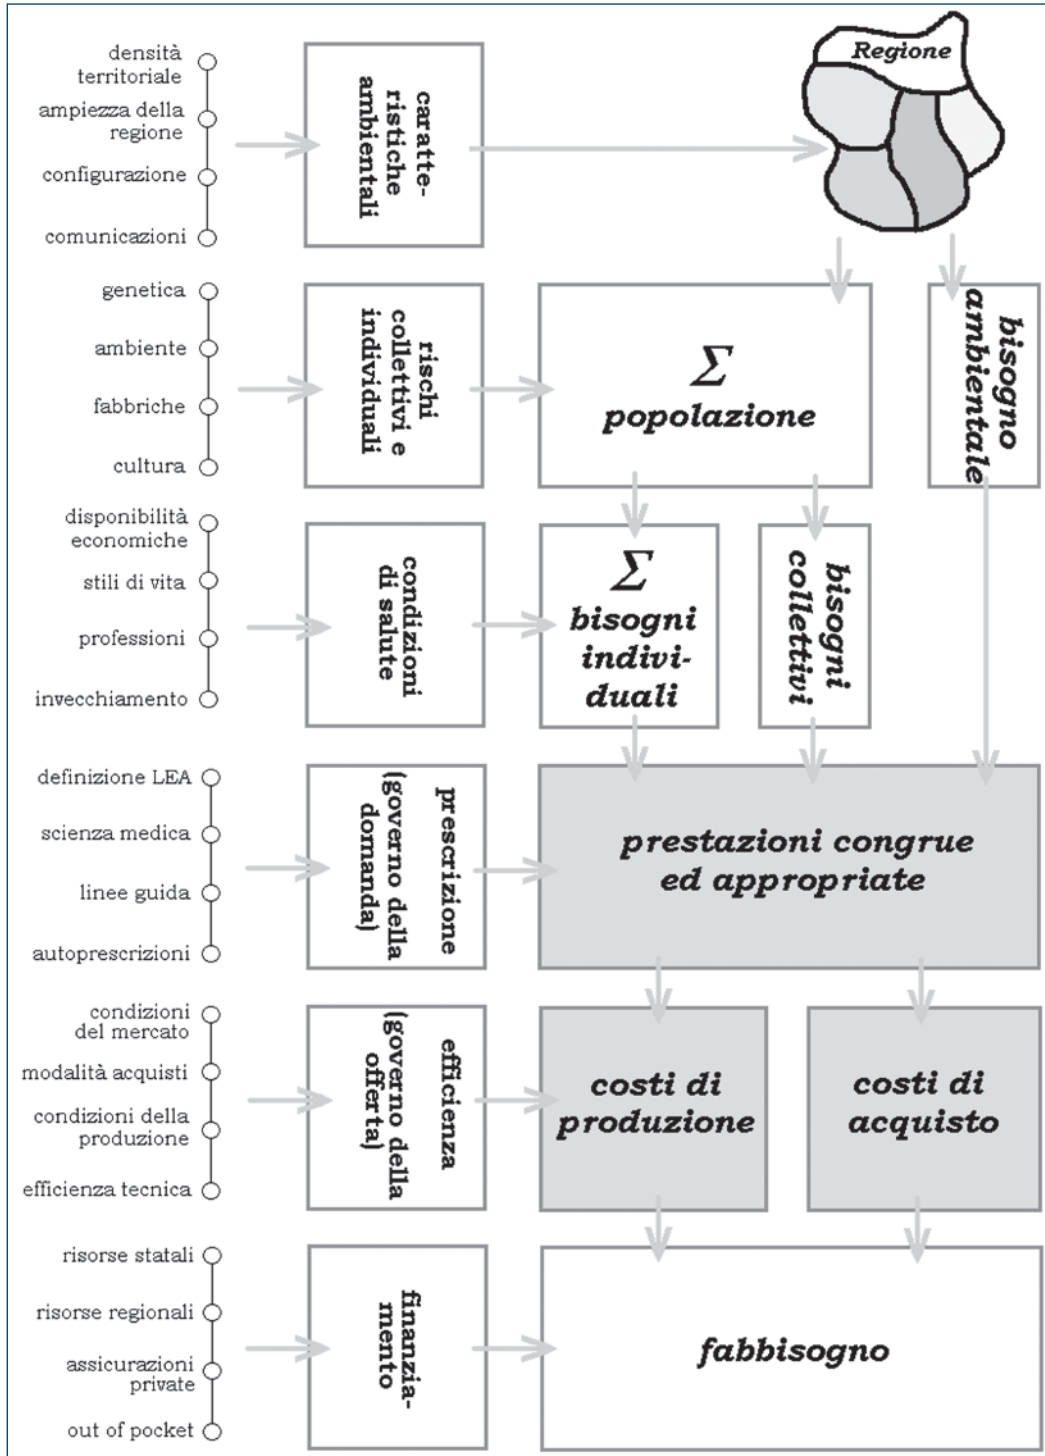 densità
territoriale
ampiezza della
regione
configurazione
comunicazioni
caratte-
ristiche
ambientali
Regione
genetica
ambiente
fabbriche
cultura
rischi
collettivi e
individuali
Σ
popolazione
bisogno
ambientale
disponibilità
economiche
stili di vita
professioni
invecchiamento
condizioni
di salute
Σ
bisogni
indivi-
duali
bisogni
collettivi
definizione LEA
scienza medica
linee guida
autoprescrizioni
prescrizione
(governo della
domanda)
prestazioni congrue
ed appropriate
condizioni
del mercato
modalità acquisti
condizioni della
produzione
efficienza tecnica
efficienza
(governo della
offerta)
costi di
produzione
costi di
acquisto
risorse statali
risorse regionali
assicurazioni
private
out of pocket
finanzia-
mento
fabbisogno